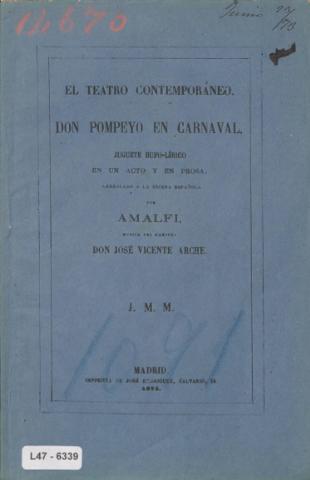 14670
Junio 27/73
EL TEATRO CONTEMPORÁNEO.
DON POMPEYO EN CARNAVAL,
JUGUETE BUFO-LÍRICO
EN UN ACTO Y EN PROSA,
ARREGLADO A LA ESCENA ESPAÑOLA
POR
AMALFI,
MÚSICA DEL MAESTRO
DON JOSÉ VICENTE ARCHE.
J. M. M.
1091
MADRID.
IMPRENTA DE JOSÉ RODRIGUEZ, CALVARIO, 18.
L47 - 6339